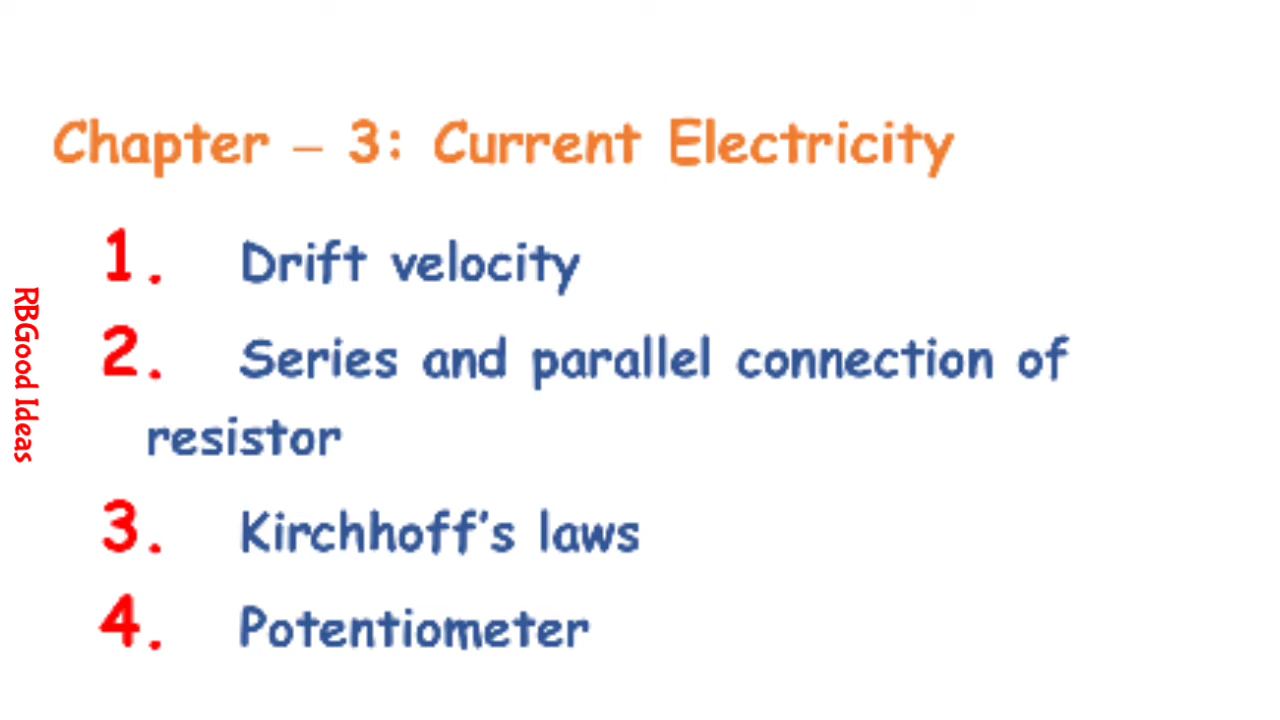 Chapter – 3: Current Electricity
1. Drift velocity
2. Series and parallel connection of
resistor
3. Kirchhoff's laws
4. Potentiometer
RBGood Ideas